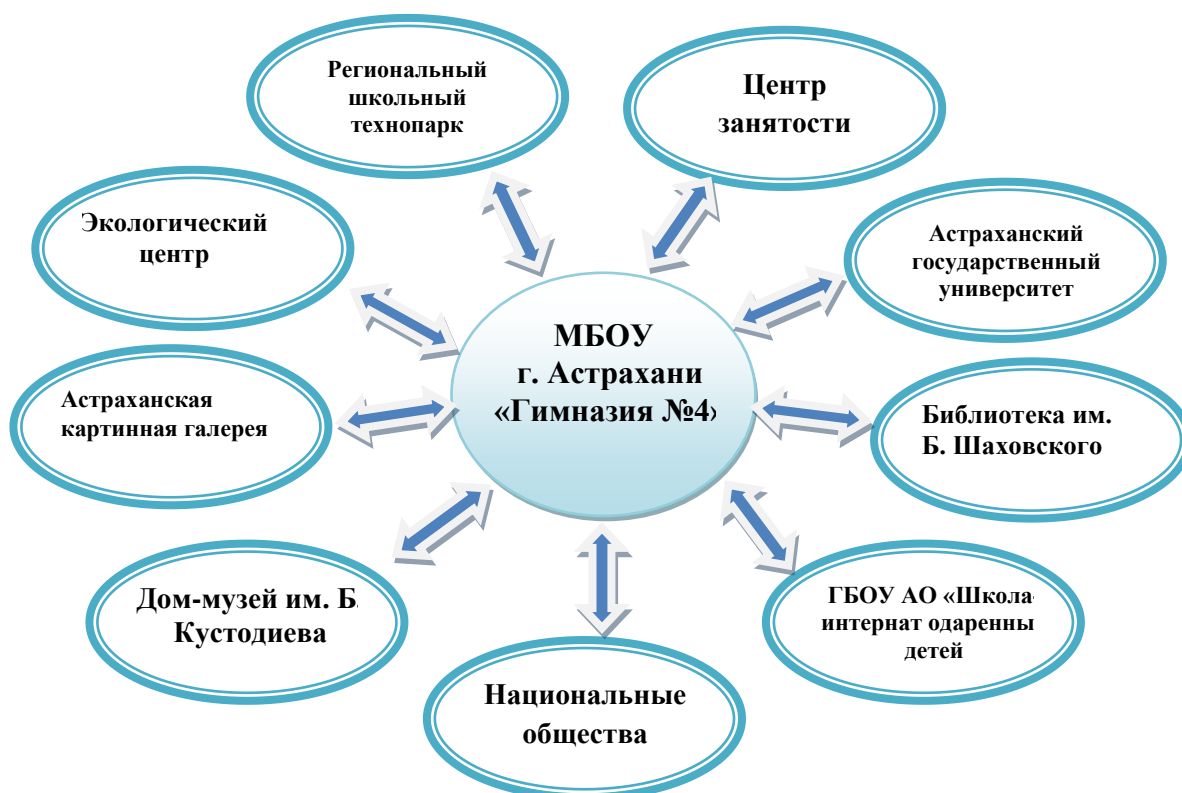 Региональный
школьный
технопарк
Центр
занятости
Экологический
центр
Астраханский
государственный
университет
МБОУ
г. Астрахани
«Гимназия №4»
Астраханская
картинная галерея
Библиотека им.
Б. Шаховского
Дом-музей им. Б.
Кустодиева
ГБОУ АО «Школа-
интернат одаренны
детей
Национальные
общества